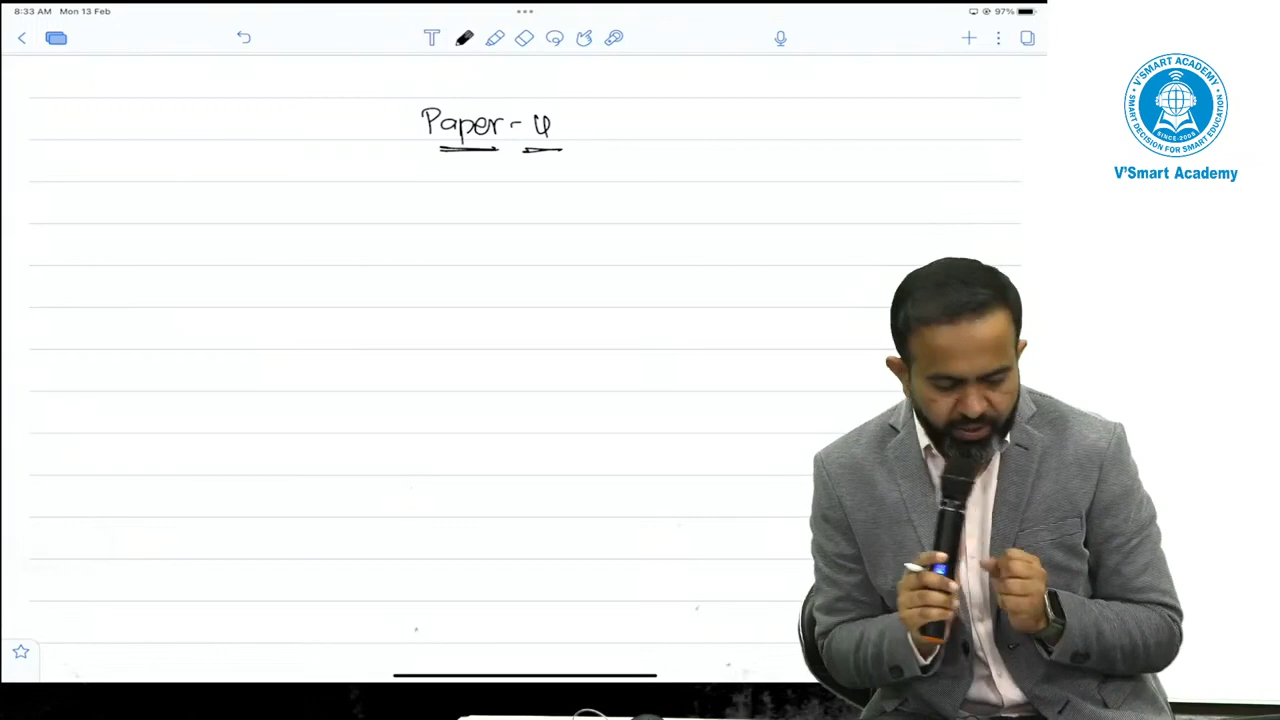 8:33 AM Mon 13 Feb
97%
Paper - 4
V'SMART ACADEMY
SMART DECISION FOR SMART EDUCATION
SINCE-2008
V'Smart Academy